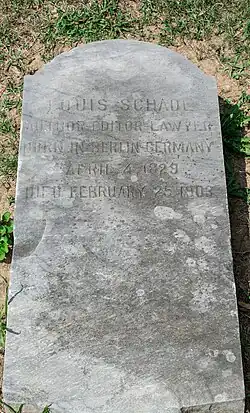 LOUIS SCHADE
AUTHOR-EDITOR-LAWYER
BORN IN BERLIN GERMANY
APRIL 4, 1829
DIED FEBRUARY 25, 1903